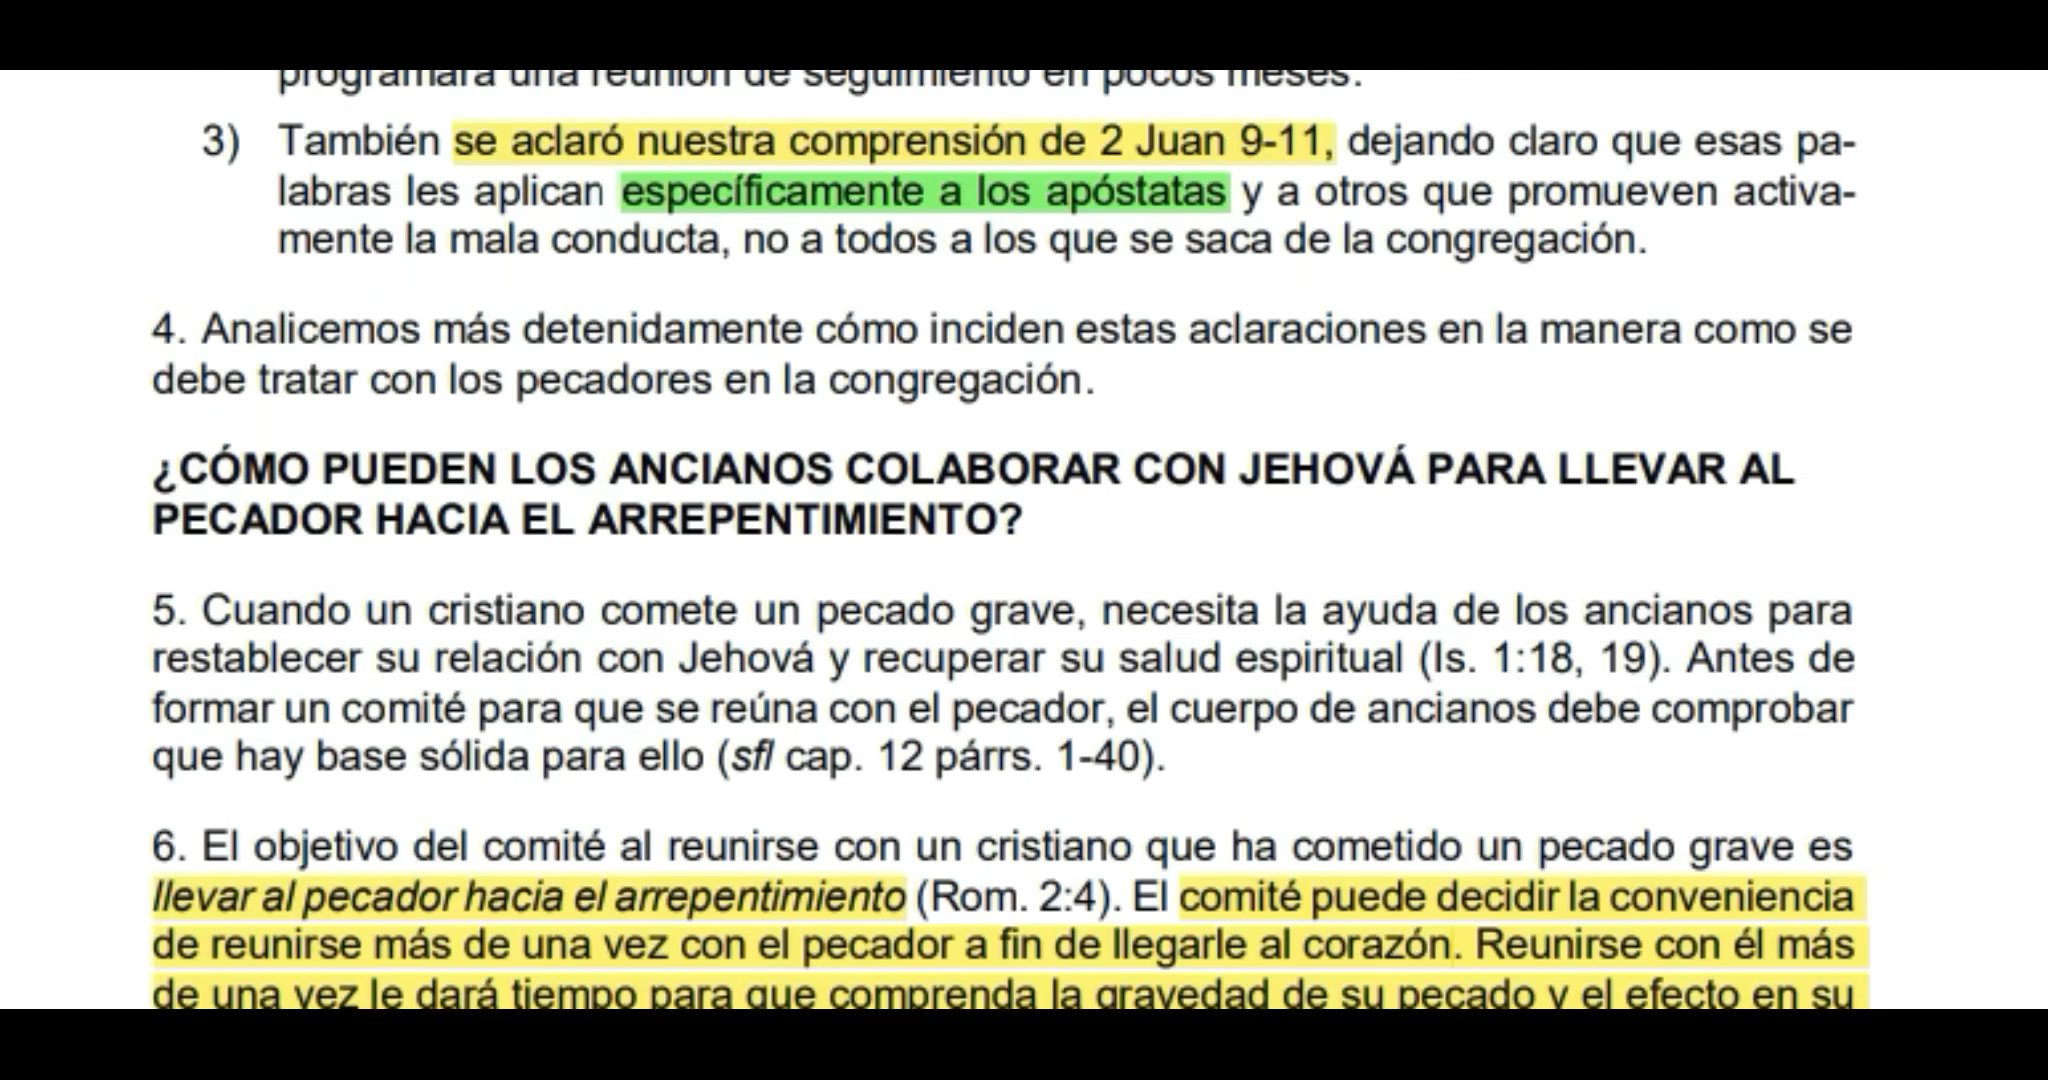 programará una reunión de seguimiento en pocos meses.
3) También se aclaró nuestra comprensión de 2 Juan 9-11, dejando claro que esas pa-
labras les aplican específicamente a los apóstatas y a otros que promueven activa-
mente la mala conducta, no a todos a los que se saca de la congregación.
4. Analicemos más detenidamente cómo inciden estas aclaraciones en la manera como se
debe tratar con los pecadores en la congregación.
¿CÓMO PUEDEN LOS ANCIANOS COLABORAR CON JEHOVÁ PARA LLEVAR AL
PECADOR HACIA EL ARREPENTIMIENTO?
5. Cuando un cristiano comete un pecado grave, necesita la ayuda de los ancianos para
restablecer su relación con Jehová y recuperar su salud espiritual (Is. 1:18, 19). Antes de
formar un comité para que se reúna con el pecador, el cuerpo de ancianos debe comprobar
que hay base sólida para ello (sfl cap. 12 párrs. 1-40).
6. El objetivo del comité al reunirse con un cristiano que ha cometido un pecado grave es
llevar al pecador hacia el arrepentimiento (Rom. 2:4). El comité puede decidir la conveniencia
de reunirse más de una vez con el pecador a fin de llegarle al corazón. Reunirse con él más
de una vez le dará tiempo para que comprenda la gravedad de su pecado y el efecto en su